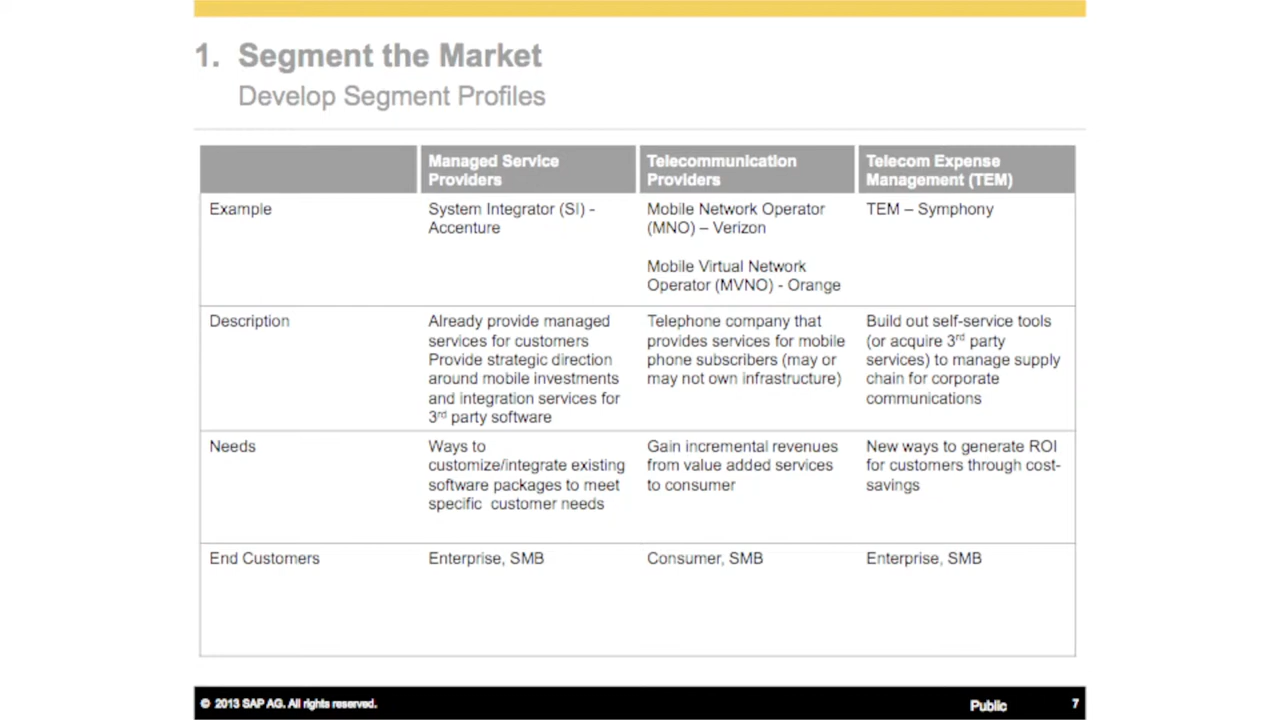 1. Segment the Market
Develop Segment Profiles
Managed Service
Providers
Telecommunication
Providers
Telecom Expense
Management (TEM)
Example
System Integrator (SI) -
Accenture
Mobile Network Operator
(MNO) – Verizon
Mobile Virtual Network
Operator (MVNO) - Orange
TEM – Symphony
Description
Already provide managed
services for customers
Provide strategic direction
around mobile investments
and integration services for
3rd party software
Telephone company that
provides services for mobile
phone subscribers (may or
may not own infrastructure)
Build out self-service tools
(or acquire 3rd party
services) to manage supply
chain for corporate
communications
Needs
Ways to
customize/integrate existing
software packages to meet
specific  customer needs
Gain incremental revenues
from value added services
to consumer
New ways to generate ROI
for customers through cost-
savings
End Customers
Enterprise, SMB
Consumer, SMB
Enterprise, SMB
© 2013 SAP AG. All rights reserved.
Public
7